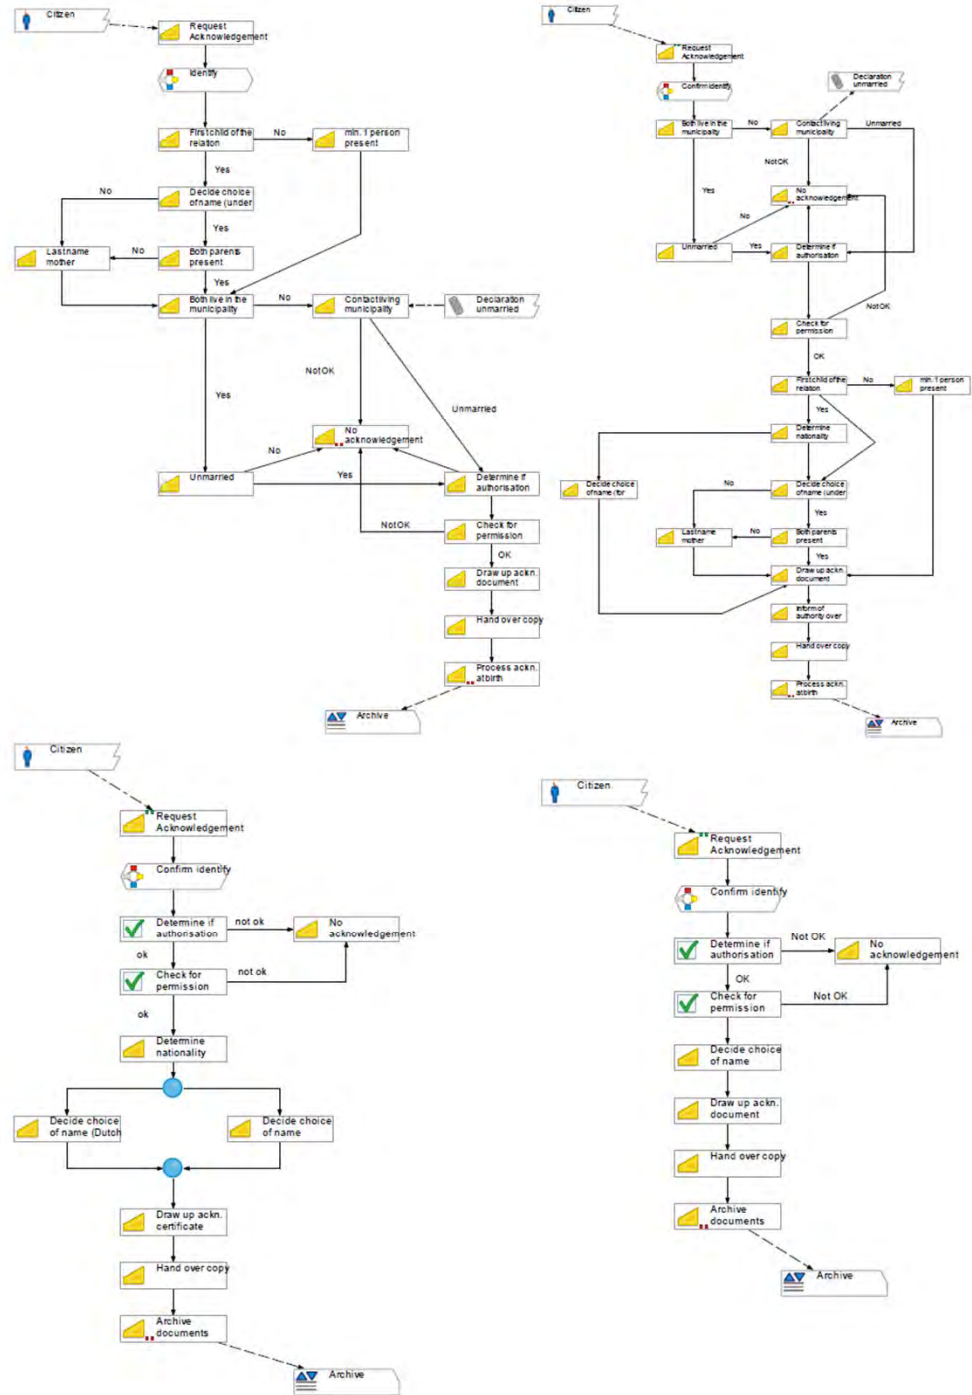 Citizen
Request
Acknowledgement
Identify
First child of the
relation
No
min. 1 person
present
Yes
No
Decide choice
of name (under
Yes
Last name
mother
No
Both parents
present
Yes
Both live in the
municipality
No
Contact living
municipality
Declaration
unmarried
Yes
Not OK
Unmarried
No
acknowledgement
No
Unmarried
Yes
Determine if
authorisation
Not OK
Check for
permission
OK
Draw up ackn.
document
Hand over copy
Process ackn.
at birth
Archive
Citizen
Request
Acknowledgement
Confirm identify
Declaration
unmarried
Both live in the
municipality
No
Contact living
municipality
Unmarried
Not OK
Yes
No
acknowledgement
No
Unmarried
Yes
Determine if
authorisation
Not OK
Check for
permission
OK
First child of the
relation
No
min. 1 person
present
Yes
Determine
nationality
Decide choice
of name (for
No
Decide choice
of name (under
Yes
Last name
mother
No
Both parents
present
Yes
Draw up ackn.
document
Inform of
authority over
Hand over copy
Process ackn.
at birth
Archive
Citizen
Request
Acknowledgement
Confirm identify
Determine if
authorisation
not ok
No
acknowledgement
ok
Check for
permission
not ok
ok
Determine
nationality
Decide choice
of name (Dutch
Decide choice
of name
Draw up ackn.
certificate
Hand over copy
Archive
documents
Archive
Citizen
Request
Acknowledgement
Confirm identify
Determine if
authorisation
Not OK
No
acknowledgement
OK
Check for
permission
Not OK
Decide choice
of name
Draw up ackn.
document
Hand over copy
Archive
documents
Archive